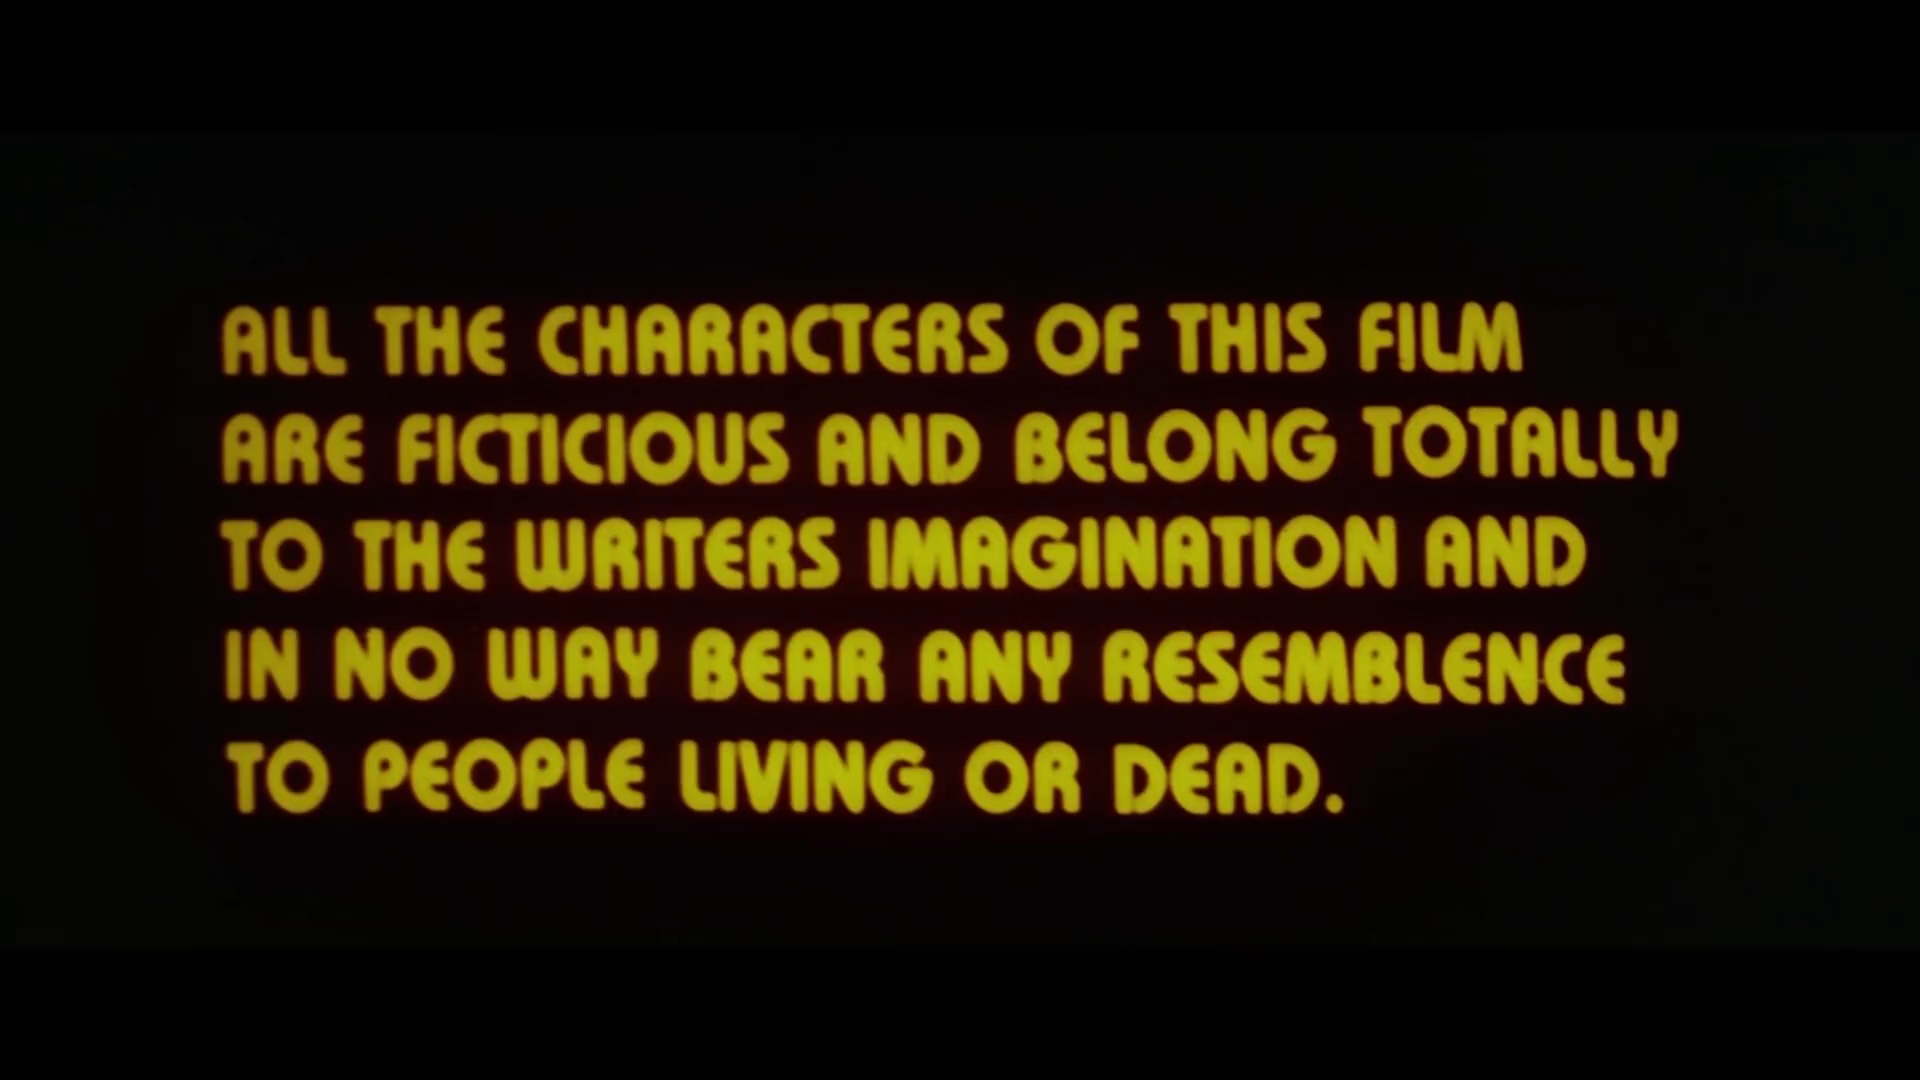 ALL THE CHARACTERS OF THIS FILM
ARE FICTICIOUS AND BELONG TOTALLY
TO THE WRITERS IMAGINATION AND
IN NO WAY BEAR ANY RESEMBLENCE
TO PEOPLE LIVING OR DEAD.